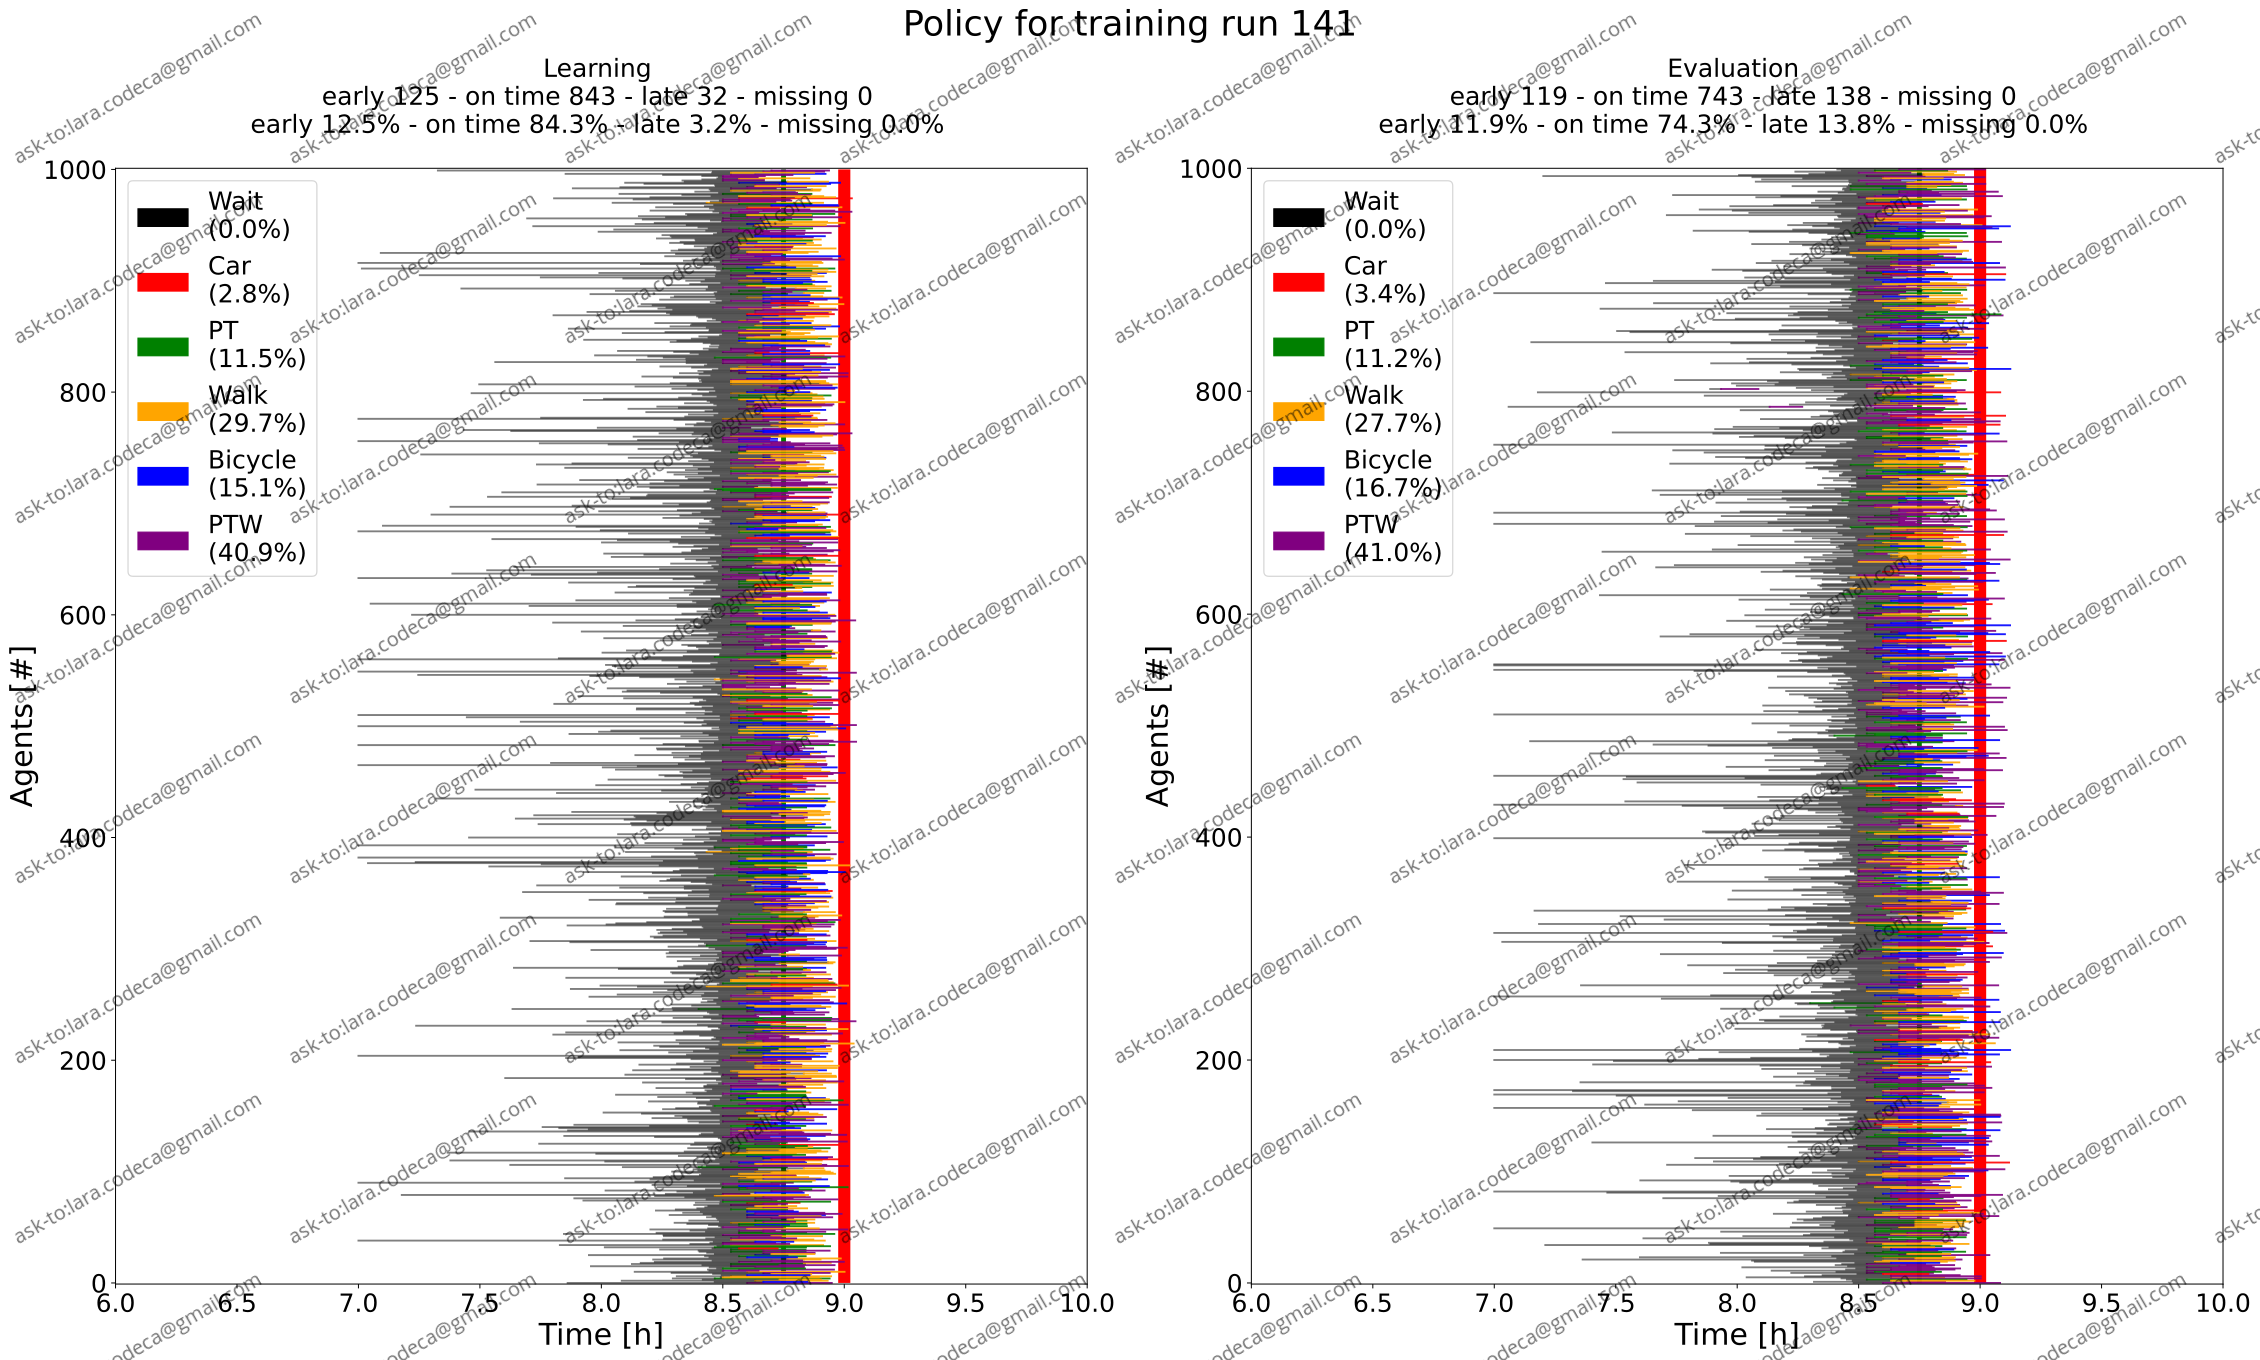 Policy for training run 141
Learning
early 125 - on time 843 - late 32 - missing 0
early 12.5% - on time 84.3% - late 3.2% - missing 0.0%
Evaluation
early 119 - on time 743 - late 138 - missing 0
early 11.9% - on time 74.3% - late 13.8% - missing 0.0%
Agents [#]
1000
800
600
400
200
0
Wait
(0.0%)
Car
(2.8%)
PT
(11.5%)
Walk
(29.7%)
Bicycle
(15.1%)
PTW
(40.9%)
6.0 6.5 7.0 7.5 8.0 8.5 9.0 9.5 10.0
Time [h]
Agents [#]
1000
800
600
400
200
0
Wait
(0.0%)
Car
(3.4%)
PT
(11.2%)
Walk
(27.7%)
Bicycle
(16.7%)
PTW
(41.0%)
6.0 6.5 7.0 7.5 8.0 8.5 9.0 9.5 10.0
Time [h]
ask-to:lara.codeca@gmail.com